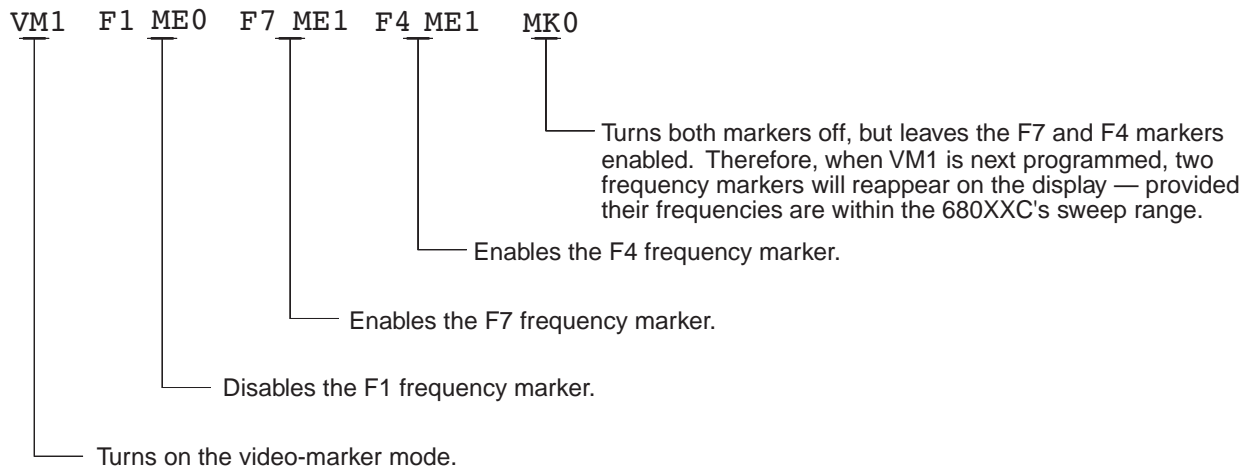 VM1 F1 ME0 F7 ME1 F4 ME1 MK0
Turns both markers off, but leaves the F7 and F4 markers
enabled. Therefore, when VM1 is next programmed, two
frequency markers will reappear on the display — provided
their frequencies are within the 680XXC's sweep range.
Enables the F4 frequency marker.
Enables the F7 frequency marker.
Disables the F1 frequency marker.
Turns on the video-marker mode.